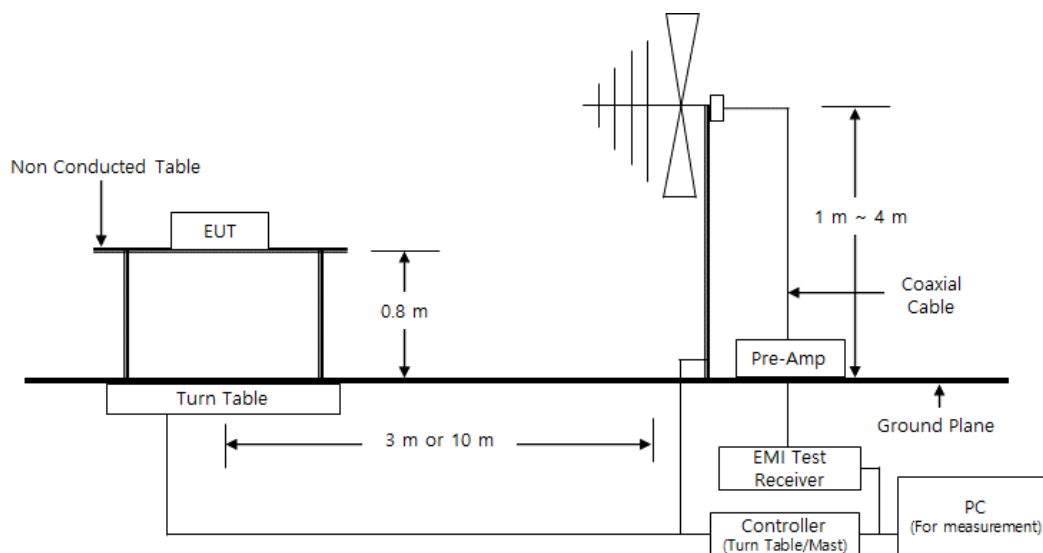 Non Conducted Table
EUT
0.8 m
1 m ~ 4 m
Coaxial
Cable
Pre-Amp
Turn Table
Ground Plane
3 m or 10 m
EMI Test
Receiver
Controller
(Turn Table/Mast)
PC
(For measurement)